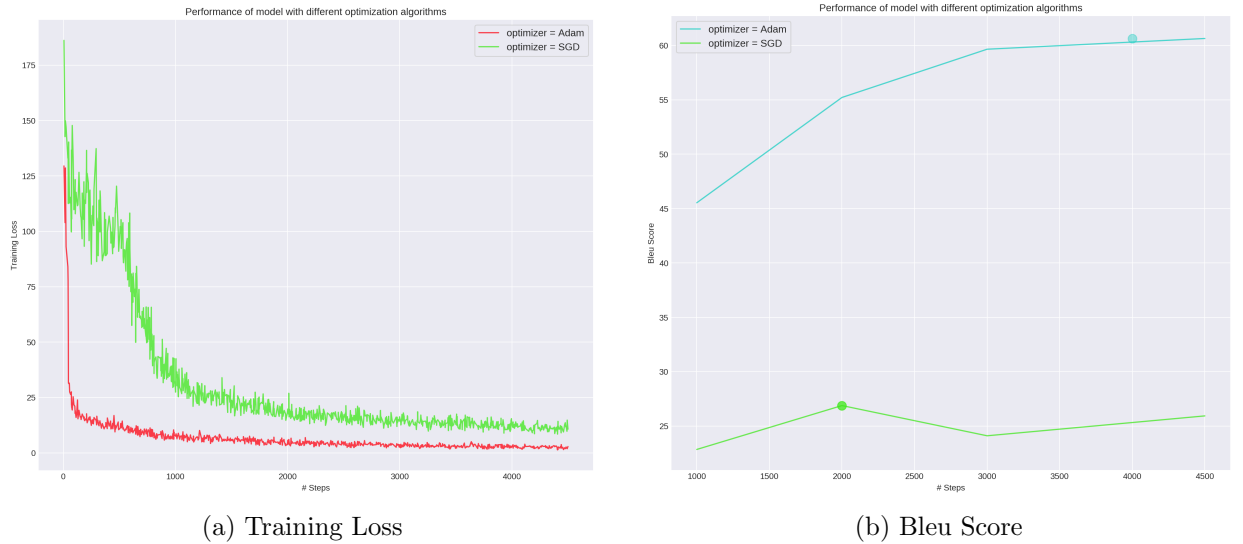 Performance of model with different optimization algorithms
optimizer = Adam
optimizer = SGD
175
150
125
100
75
50
25
0
Training Loss
0
1000
2000
3000
4000
# Steps
(a) Training Loss
Performance of model with different optimization algorithms
optimizer = Adam
optimizer = SGD
60
55
50
45
40
35
30
25
Bleu Score
1000
1500
2000
2500
3000
3500
4000
4500
# Steps
(b) Bleu Score